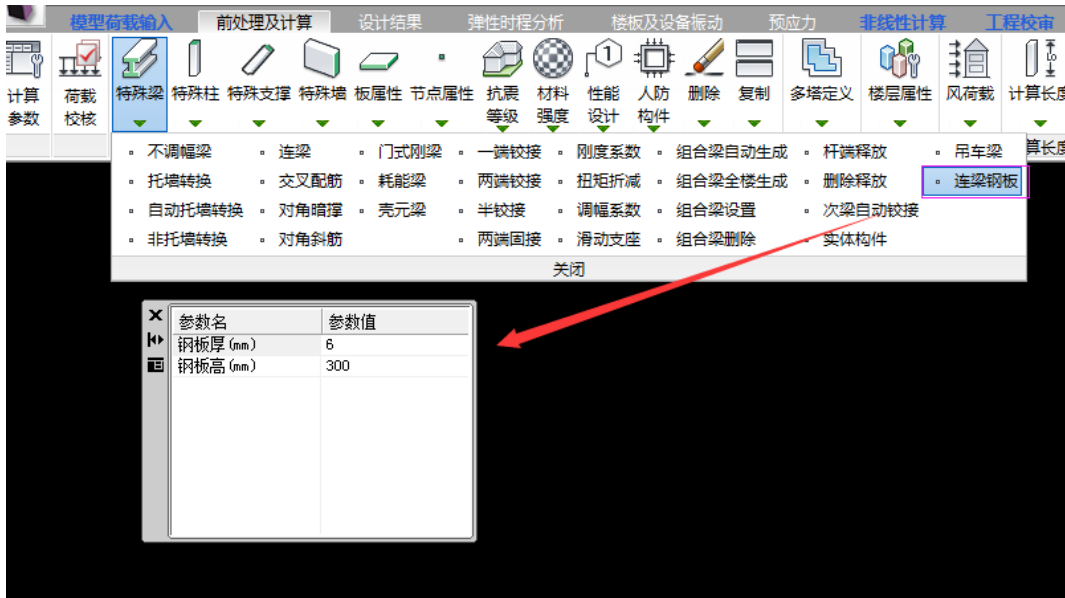 模型荷载输入 前处理及计算 设计结果 弹性时程分析 楼板及设备振动 预应力 非线性计算 工程校审
计算 荷载 特殊梁 特殊柱 特殊支撑 特殊墙 板属性 节点属性 抗震 材料 性能 人防 删除 复制 多塔定义 楼层属性 风荷载 计算长度
参数 校核 等级 强度 设计 构件
算长度
不调幅梁 连梁 门式刚梁 一端铰接 刚度系数 组合梁自动生成 杆端释放 吊车梁
托墙转换 交叉配筋 耗能梁 两端铰接 扭矩折减 组合梁全楼生成 删除释放 连梁钢板
自动托墙转换 对角暗撑 壳元梁 半铰接 调幅系数 组合梁设置 次梁自动铰接
非托墙转换 对角斜筋 两端固接 滑动支座 组合梁删除 实体构件
关闭
参数名 参数值
钢板厚(mm) 6
钢板高(mm) 300